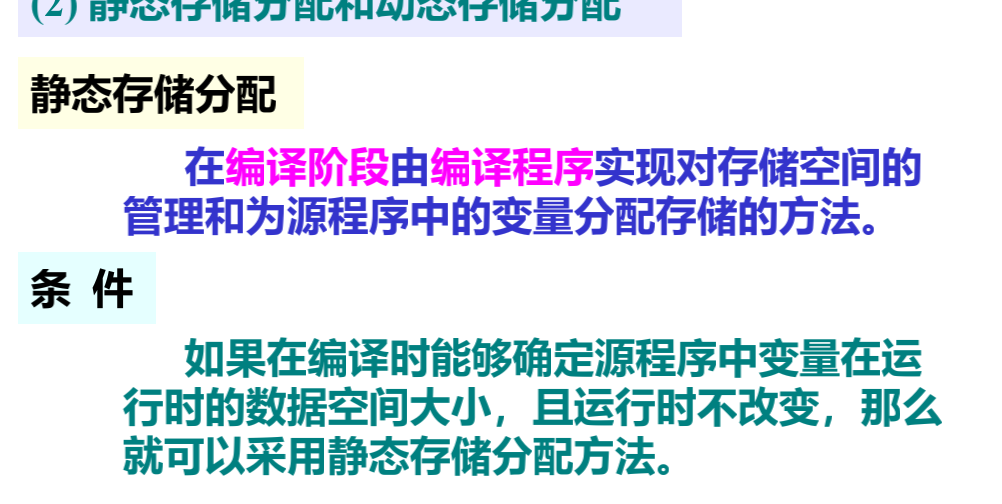 (2) 静态存储分配和动态存储分配
静态存储分配
在编译阶段由编译程序实现对存储空间的
管理和为源程序中的变量分配存储的方法。
条 件
如果在编译时能够确定源程序中变量在运
行时的数据空间大小，且运行时不改变，那么
就可以采用静态存储分配方法。